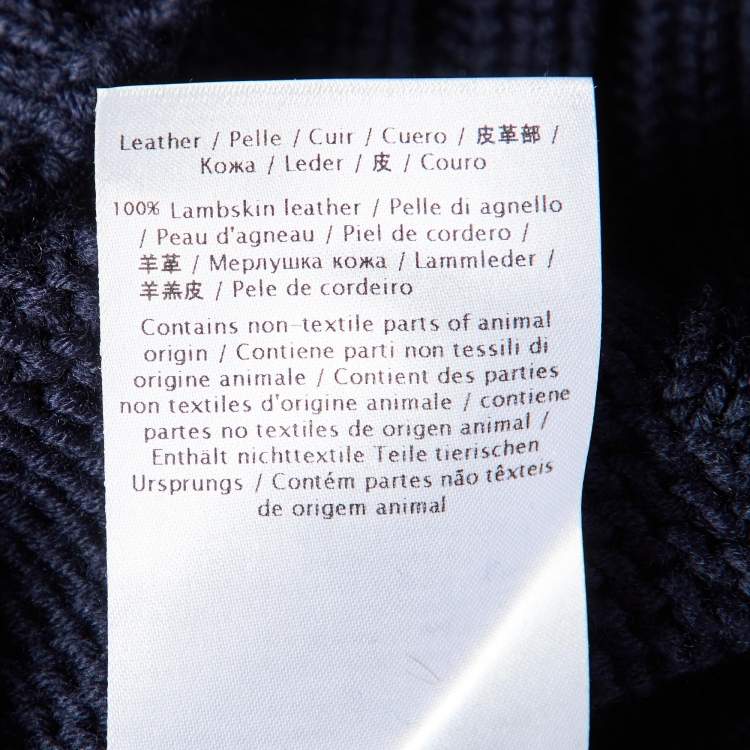 Leather / Pelle / Cuir / Cuero / 皮革部 /
Кожа / Leder / 皮 / Couro
100% Lambskin leather / Pelle di agnello
/ Peau d'agneau / Piel de cordero /
羊革 / Мерлушка кожа / Lammleder /
羊羔皮 / Pele de cordeiro
Contains non-textile parts of animal
origin / Contiene parti non tessili di
origine animale / Contient des parties
non textiles d'origine animale / contiene
partes no textiles de origen animal /
Enthält nichttextile Teile tierischen
Ursprungs / Contém partes não têxteis
de origem animal